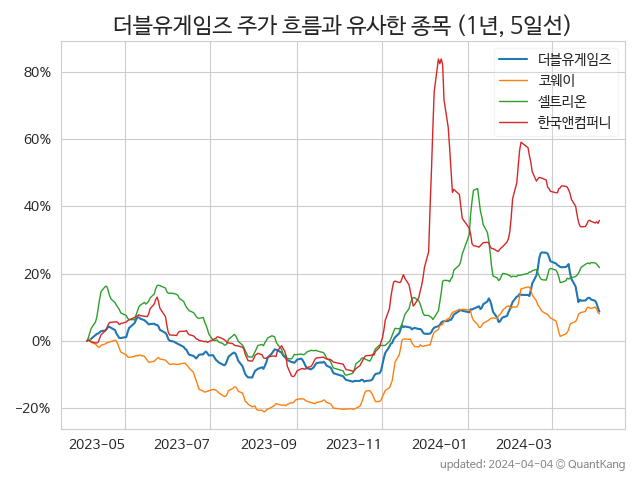 더블유게임즈 주가 흐름과 유사한 종목 (1년, 5일선)
더블유게임즈
코웨이
셀트리온
한국앤컴퍼니
80%
60%
40%
20%
0%
−20%
2023-05
2023-07
2023-09
2023-11
2024-01
2024-03
updated: 2024-04-04 © QuantKang